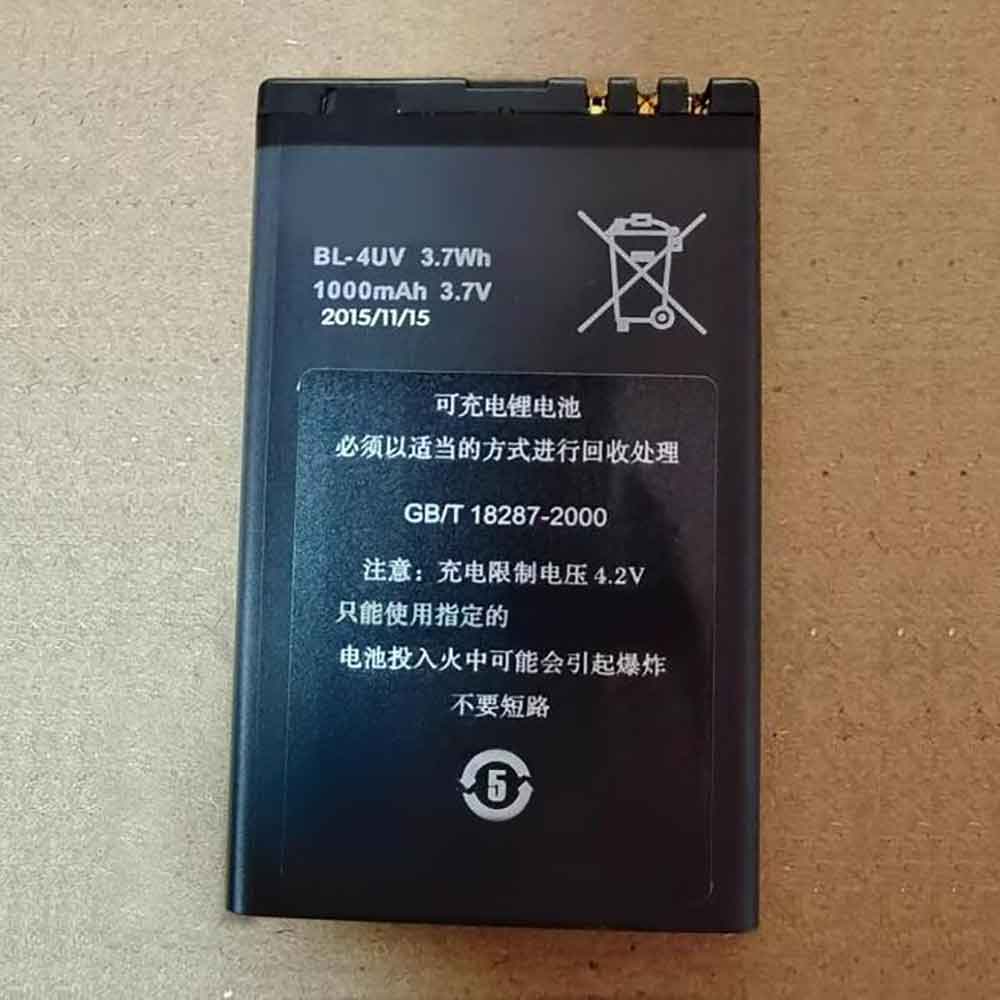 BL-4UV 3.7Wh
1000mAh 3.7V
2015/11/15
可充电锂电池
必须以适当的方式进行回收处理
GB/T 18287-2000
注意：充电限制电压 4.2V
只能使用指定的
电池投入火中可能会引起爆炸
不要短路
5